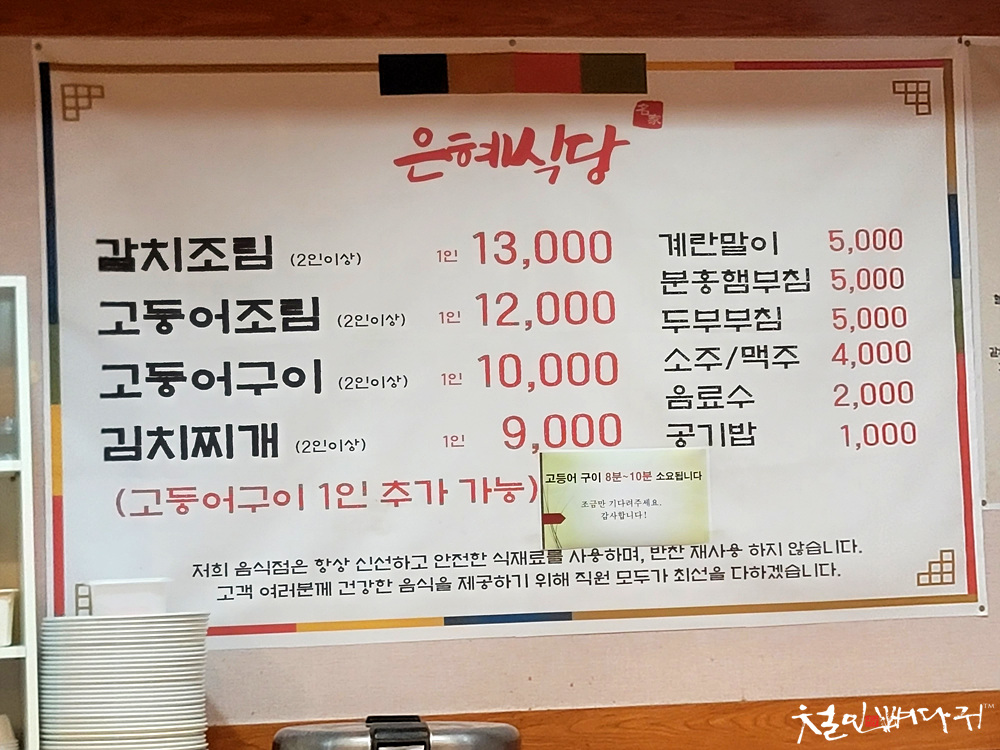 은혜식당
名家
갈치조림 (2인이상) 1인 13,000
고등어조림 (2인이상) 1인 12,000
고등어구이 (2인이상) 1인 10,000
김치찌개 (2인이상) 1인 9,000
(고등어구이 1인 추가 가능)
계란말이 5,000
분홍햄부침 5,000
두부부침 5,000
소주/맥주 4,000
음료수 2,000
공기밥 1,000
고등어 구이 8분~10분 소요됩니다
조금만 기다려주세요.
감사합니다!
저희 음식점은 항상 신선하고 안전한 식재료를 사용하며, 반찬 재사용 하지 않습니다.
고객 여러분께 건강한 음식을 제공하기 위해 직원 모두가 최선을 다하겠습니다.